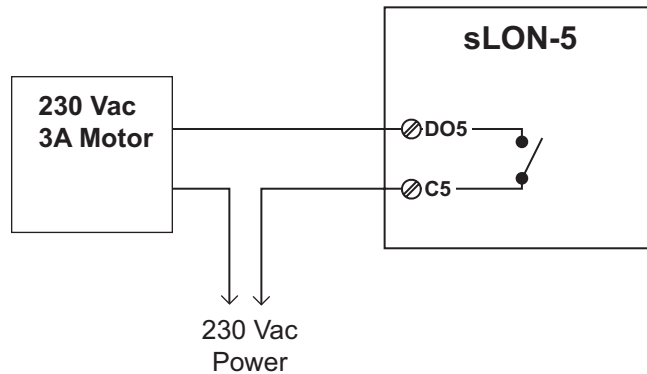 sLON-5
230 Vac
3A Motor
DO5
C5
230 Vac
Power